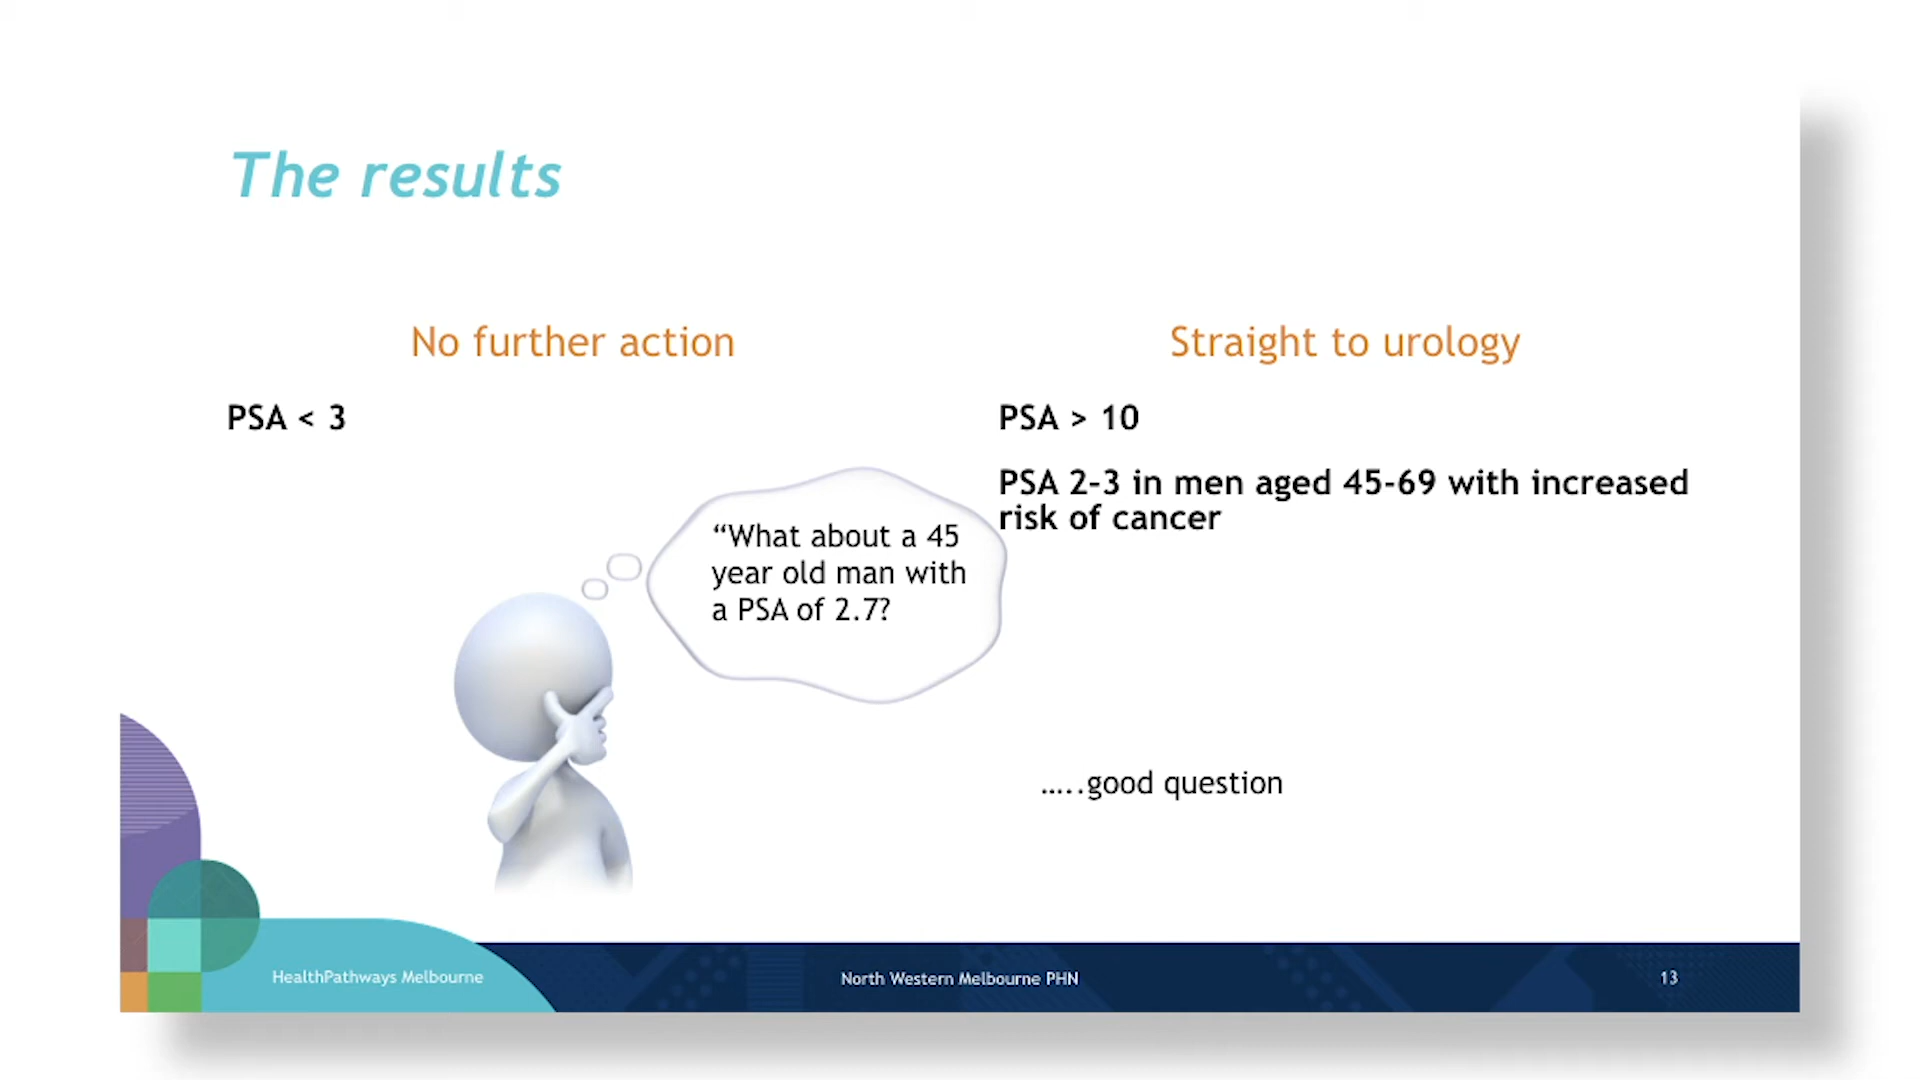 The results
No further action
PSA < 3
Straight to urology
PSA > 10
PSA 2-3 in men aged 45-69 with increased
risk of cancer
“What about a 45
year old man with
a PSA of 2.7?
…..good question
HealthPathways Melbourne
North Western Melbourne PHN
13